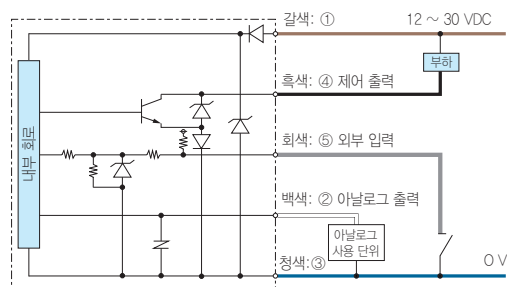 갈색: ① 12 ~ 30 VDC
부하
흑색: ④ 제어 출력
내부 회로
회색: ⑤ 외부 입력
백색: ② 아날로그 출력
아날로그
사용 단위
청색: ③ 0 V